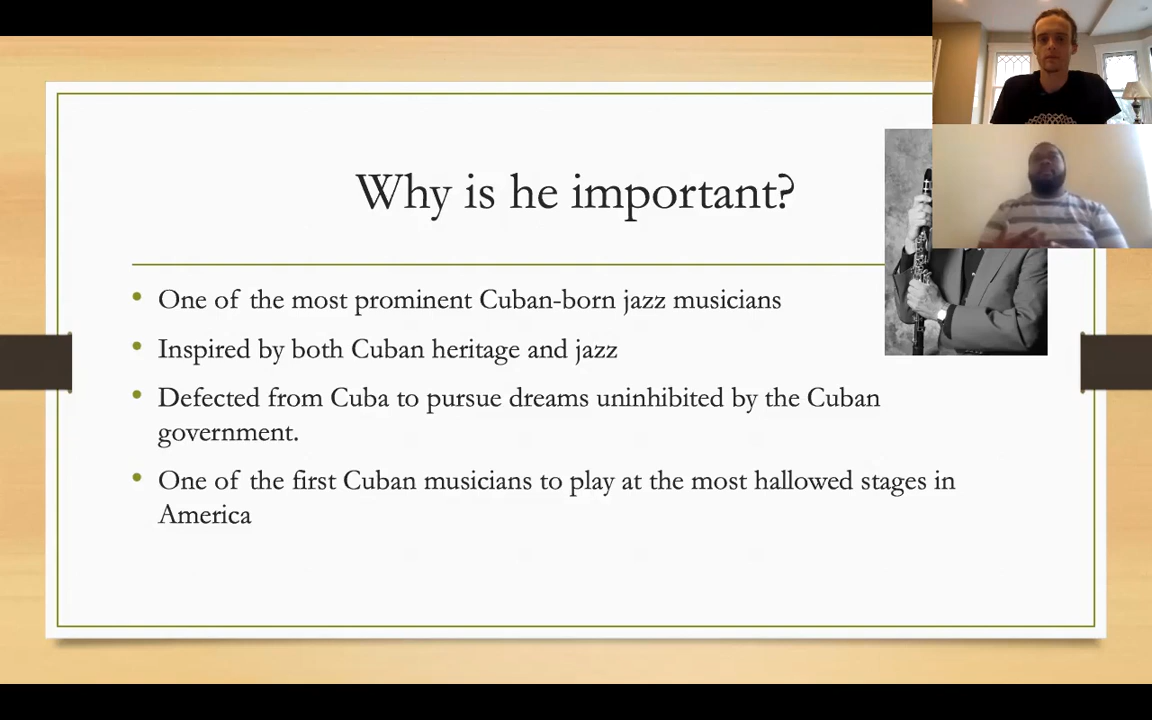 Why is he important?
• One of the most prominent Cuban-born jazz musicians
• Inspired by both Cuban heritage and jazz
• Defected from Cuba to pursue dreams uninhibited by the Cuban
government.
• One of the first Cuban musicians to play at the most hallowed stages in
America